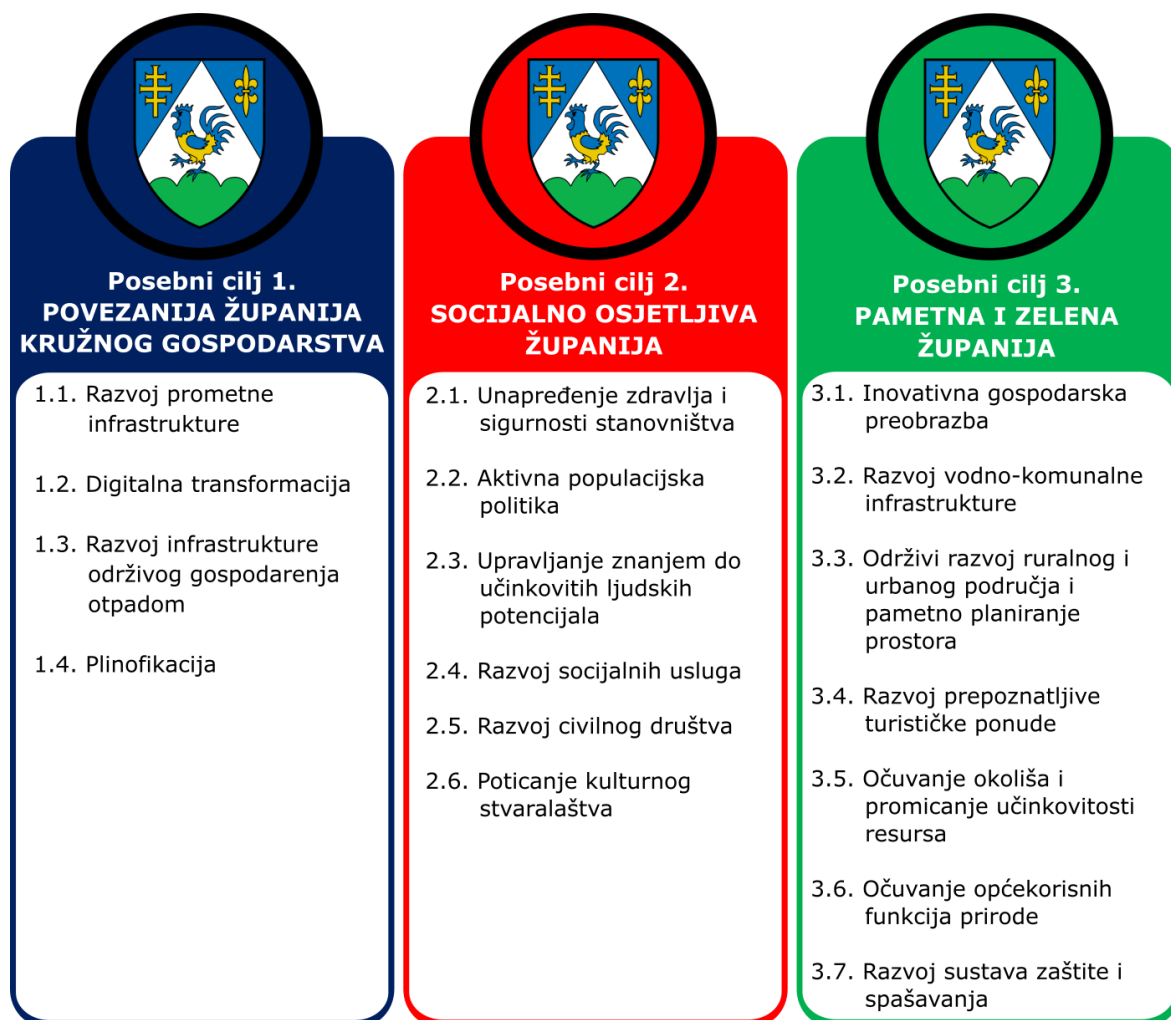 Posebni cilj 1.
POVEZANIJA ŽUPANIJA
KRUŽNOG GOSPODARSTVA
1.1. Razvoj prometne
infrastrukture
1.2. Digitalna transformacija
1.3. Razvoj infrastrukture
održivog gospodarenja
otpadom
1.4. Plinofikacija
Posebni cilj 2.
SOCIJALNO OSJETLJIVA
ŽUPANIJA
2.1. Unapređenje zdravlja i
sigurnosti stanovništva
2.2. Aktivna populacijska
politika
2.3. Upravljanje znanjem do
učinkovitih ljudskih
potencijala
2.4. Razvoj socijalnih usluga
2.5. Razvoj civilnog društva
2.6. Poticanje kulturnog
stvaralaštva
Posebni cilj 3.
PAMETNA I ZELENA
ŽUPANIJA
3.1. Inovativna gospodarska
preobrazba
3.2. Razvoj vodno-komunalne
infrastrukture
3.3. Održivi razvoj ruralnog i
urbanog područja i
pametno planiranje
prostora
3.4. Razvoj prepoznatljive
turističke ponude
3.5. Očuvanje okoliša i
promicanje učinkovitosti
resursa
3.6. Očuvanje općekorisnih
funkcija prirode
3.7. Razvoj sustava zaštite i
spašavanja